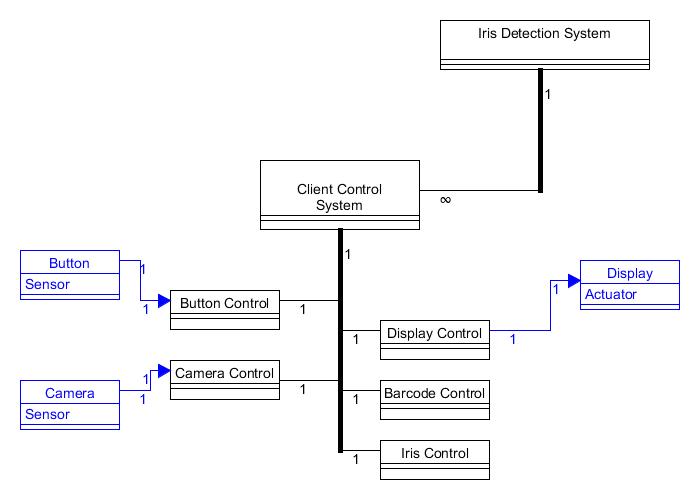 Iris Detection System
1
Client Control
System
∞
1
Button
Sensor
1
1
Button Control
1
Display
Actuator
1
1
Display Control
1
Camera Control
1
1
1
Camera
Sensor
Barcode Control
1
Iris Control
1